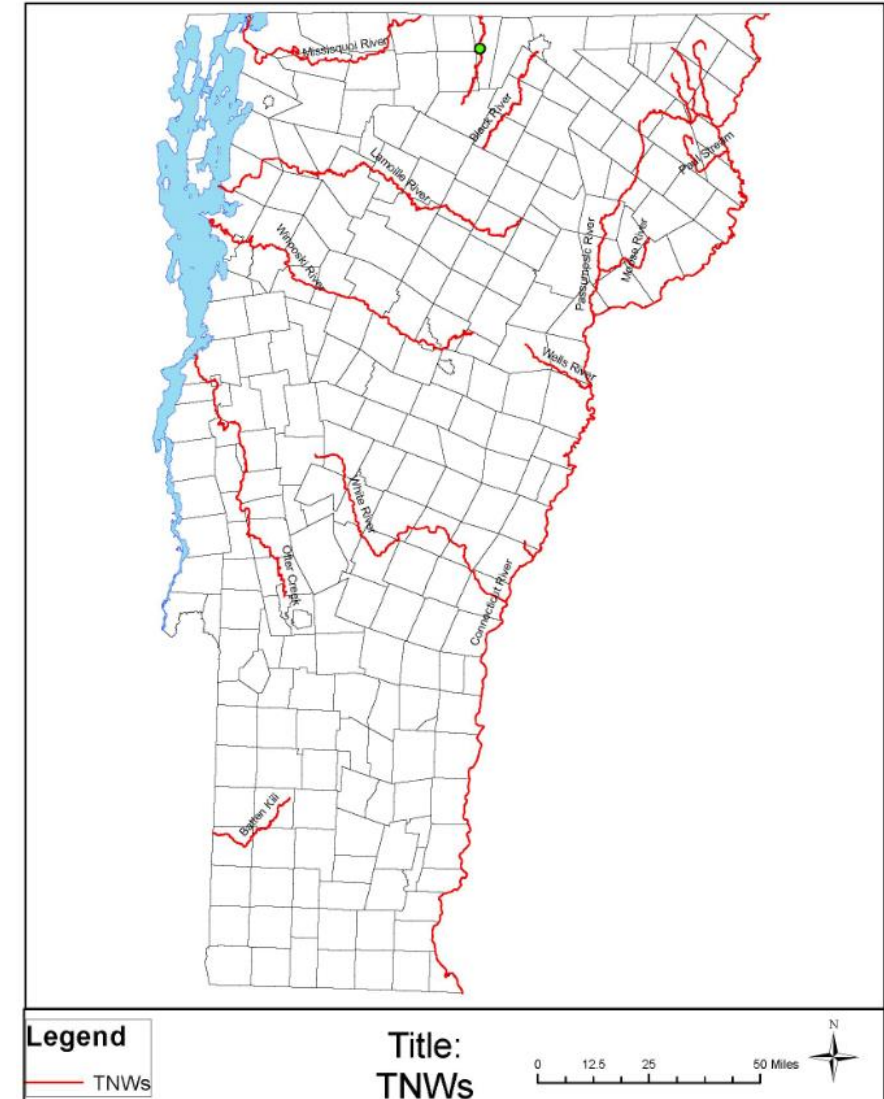 Missisquoi River
Black River
Paul Stream
Lamoille River
Winooski River
Passumpsic River
Moose River
Wells River
White River
Otter Creek
Connecticut River
Batten Kill
Legend
TNWs
Title:
TNWs
0 12.5 25 50 Miles
N